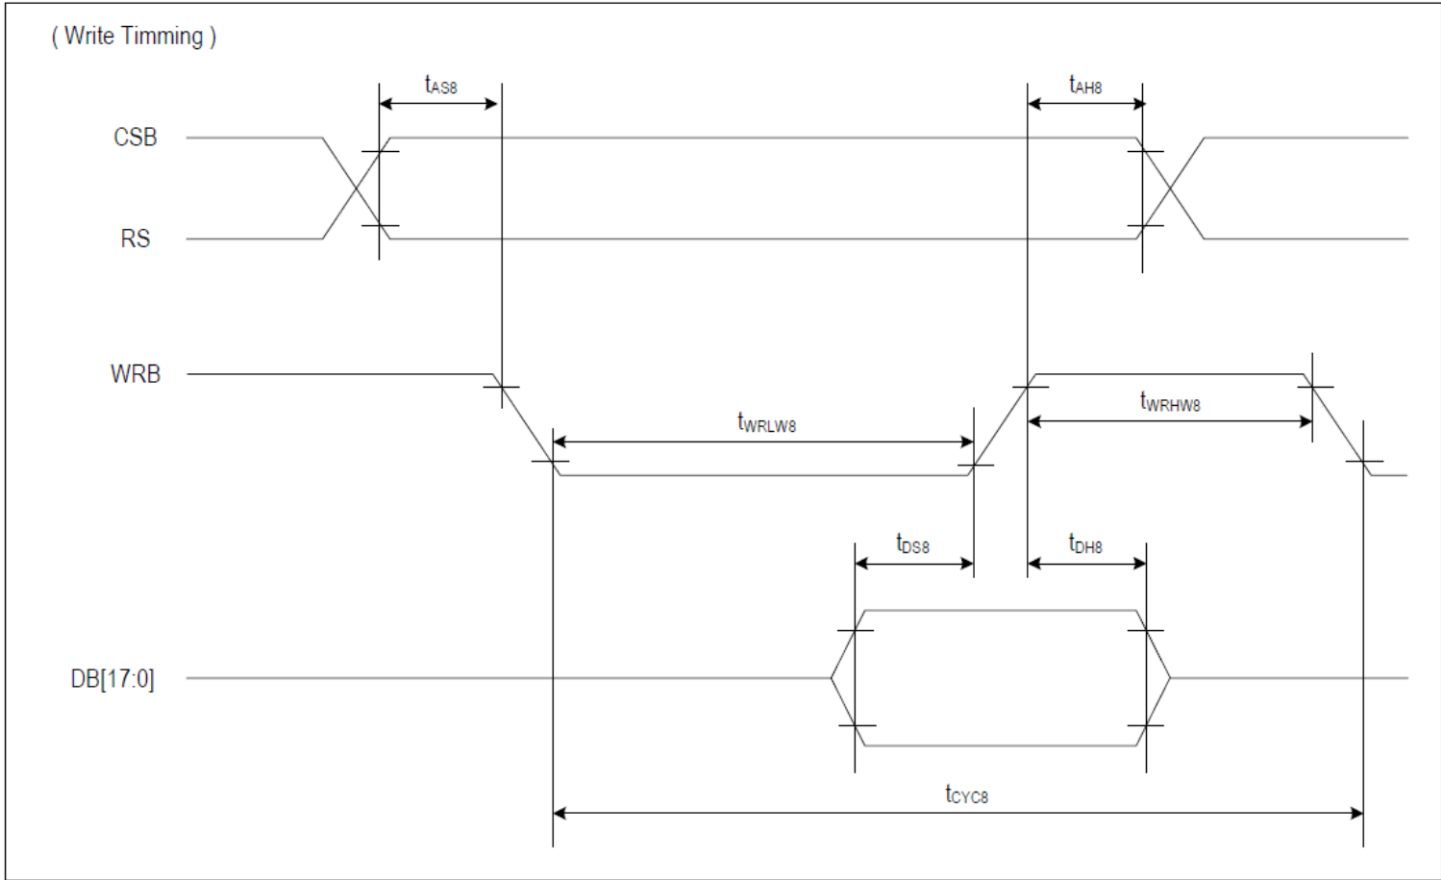 ( Write Timming )
tAS8
tAH8
CSB
RS
WRB
tWRHW8
tWRLW8
tDS8
tDH8
DB[17:0]
tCYC8